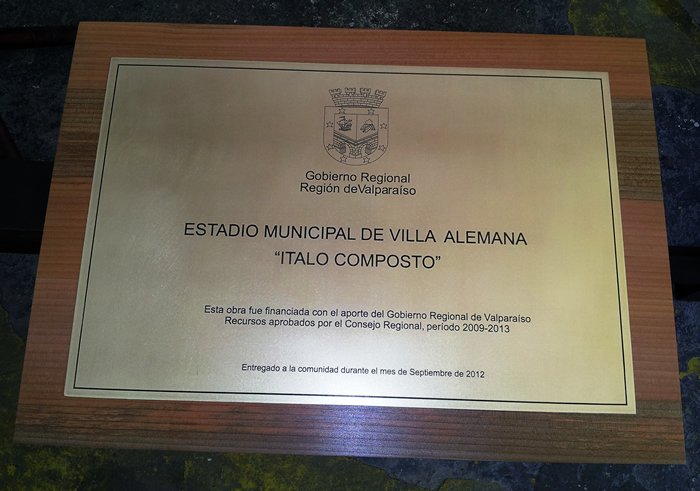 Gobierno Regional
Región deValparaíso
ESTADIO MUNICIPAL DE VILLA ALEMANA
“ITALO COMPOSTO”
Esta obra fue financiada con el aporte del Gobierno Regional de Valparaíso
Recursos aprobados por el Consejo Regional, período 2009-2013
Entregado a la comunidad durante el mes de Septiembre de 2012